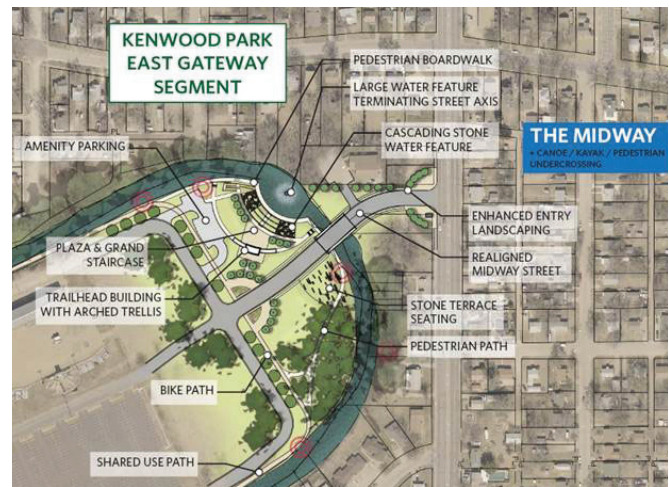 KENWOOD PARK
EAST GATEWAY
SEGMENT
PEDESTRIAN BOARDWALK
LARGE WATER FEATURE
TERMINATING STREET AXIS
CASCADING STONE
WATER FEATURE
THE MIDWAY
+ CANOE / KAYAK / PEDESTRIAN
UNDERCROSSING
AMENITY PARKING
ENHANCED ENTRY
LANDSCAPING
PLAZA & GRAND
STAIRCASE
REALIGNED
MIDWAY STREET
TRAILHEAD BUILDING
WITH ARCHED TRELLIS
STONE TERRACE
SEATING
PEDESTRIAN PATH
BIKE PATH
SHARED USE PATH